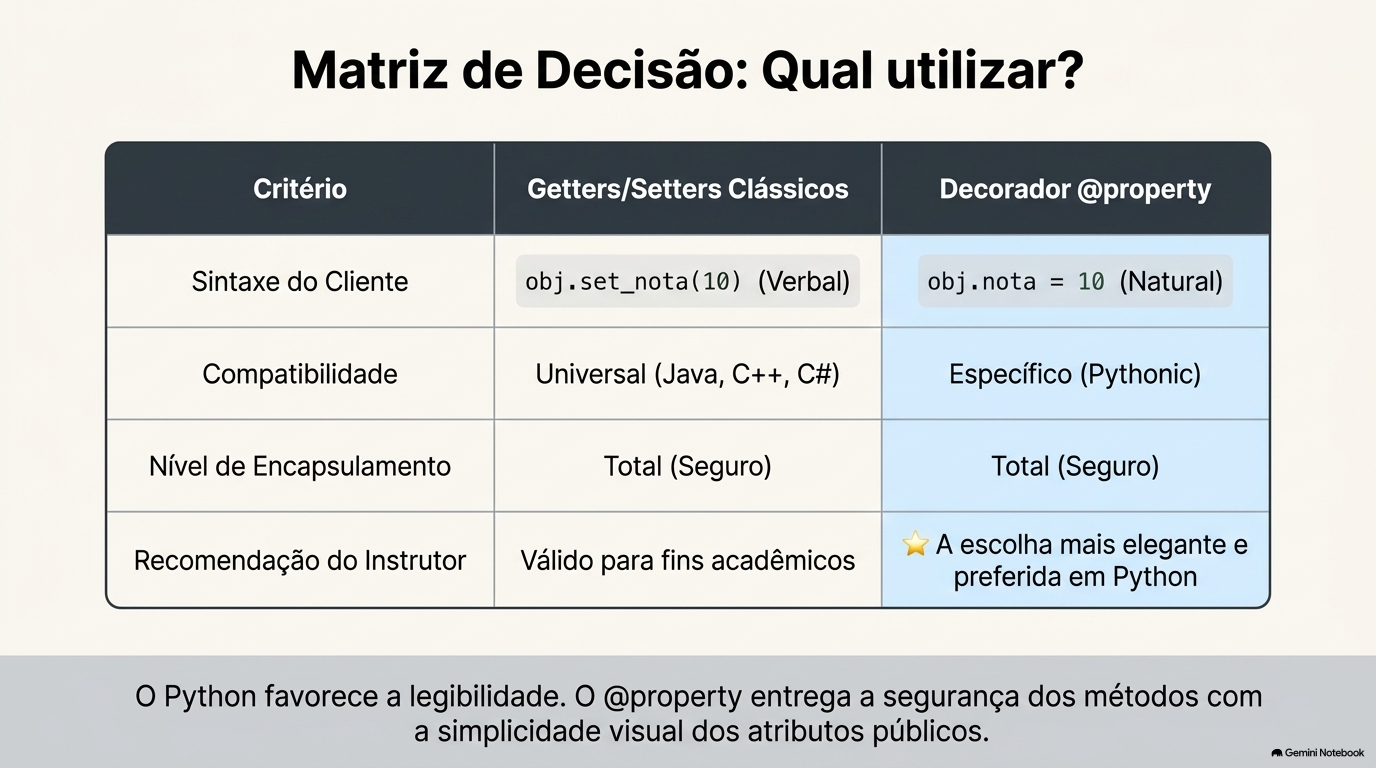 Matriz de Decisão: Qual utilizar?
Critério
Getters/Setters Clássicos
Decorador @property
Sintaxe do Cliente
obj.set_nota(10) (Verbal)
obj.nota = 10 (Natural)
Compatibilidade
Universal (Java, C++, C#)
Específico (Pythonic)
Nível de Encapsulamento
Total (Seguro)
Total (Seguro)
Recomendação do Instrutor
Válido para fins acadêmicos
⭐ A escolha mais elegante e
preferida em Python
O Python favorece a legibilidade. O @property entrega a segurança dos métodos com
a simplicidade visual dos atributos públicos.
Gemini Notebook